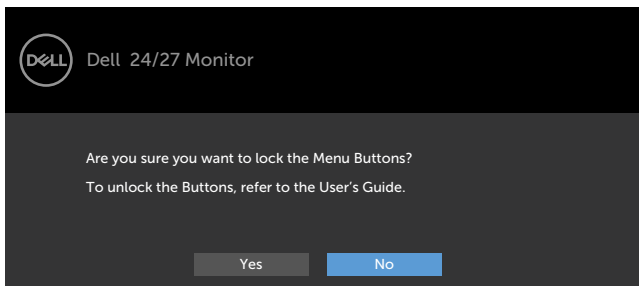 DELL
Dell 24/27 Monitor
Are you sure you want to lock the Menu Buttons?
To unlock the Buttons, refer to the User's Guide.
Yes
No